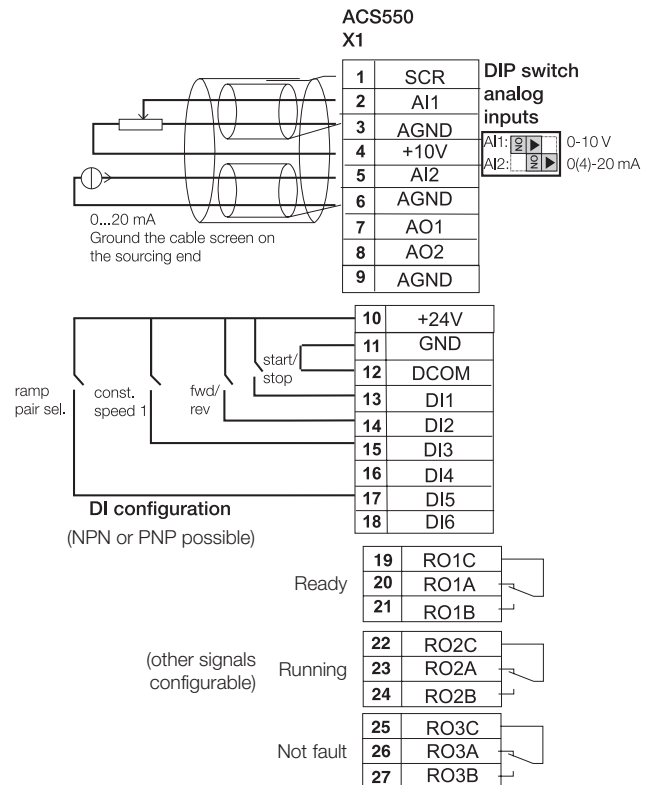 ACS550
X1
1 SCR
2 AI1
3 AGND
4 +10V
5 AI2
6 AGND
7 AO1
8 AO2
9 AGND
DIP switch
analog
inputs
AI1: ON 0-10 V
AI2: ON 0(4)-20 mA
0...20 mA
Ground the cable screen on
the sourcing end
10 +24V
11 GND
12 DCOM
13 DI1
14 DI2
15 DI3
16 DI4
17 DI5
18 DI6
ramp
pair sel.
const.
speed 1
fwd/
rev
start/
stop
DI configuration
(NPN or PNP possible)
19 RO1C
20 RO1A
21 RO1B
Ready
22 RO2C
23 RO2A
24 RO2B
(other signals
configurable)
Running
25 RO3C
26 RO3A
27 RO3B
Not fault